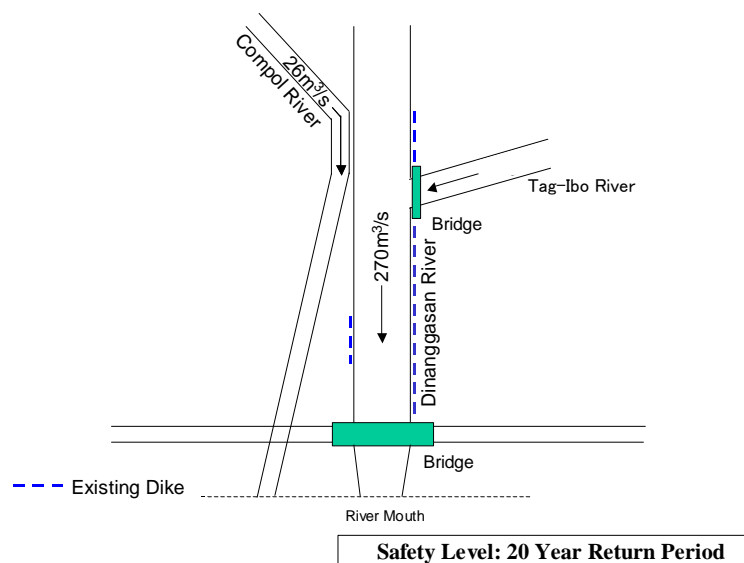 26m³/s
Compol River
Tag-Ibo River
Bridge
270m³/s
Dinanggasan River
Bridge
Existing Dike
River Mouth
Safety Level: 20 Year Return Period